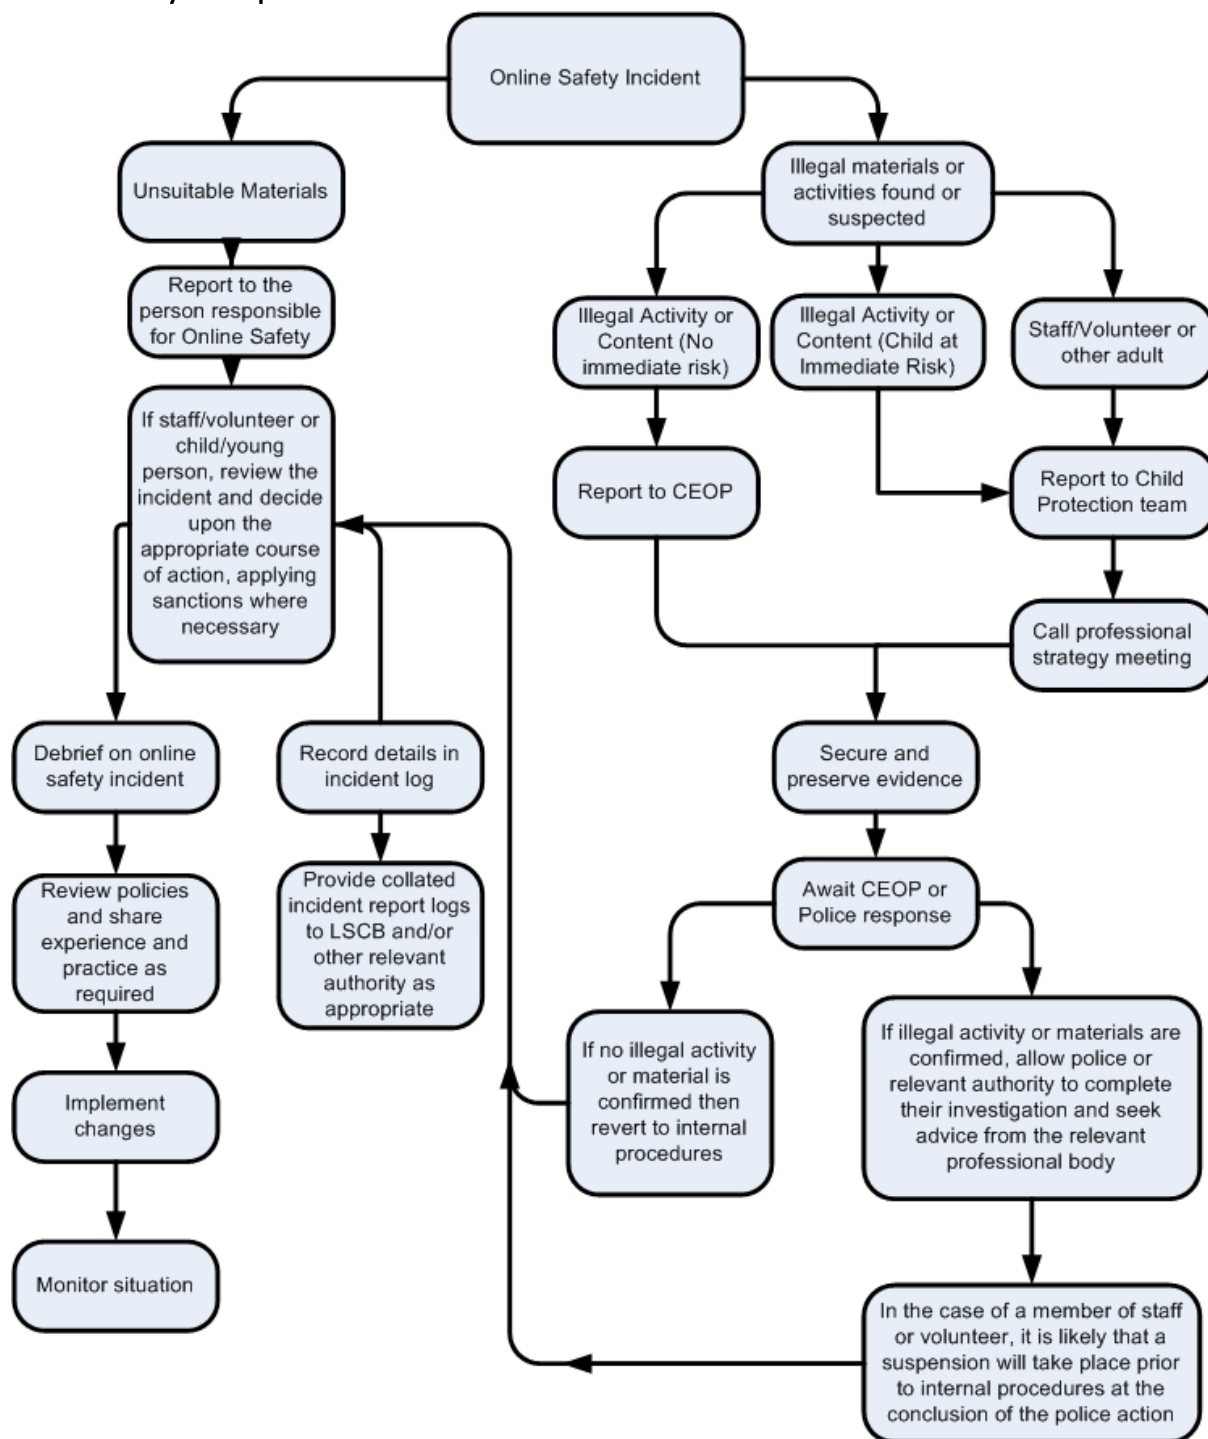 Online Safety Incident
Unsuitable Materials
Report to the
person responsible
for Online Safety
If staff/volunteer or
child/young
person, review the
incident and decide
upon the
appropriate course
of action, applying
sanctions where
necessary
Debrief on online
safety incident
Review policies
and share
experience and
practice as
required
Implement
changes
Monitor situation
Record details in
incident log
Provide collated
incident report logs
to LSCB and/or
other relevant
authority as
appropriate
Illegal materials or
activities found or
suspected
Illegal Activity or
Content (No
immediate risk)
Illegal Activity or
Content (Child at
Immediate Risk)
Staff/Volunteer or
other adult
Report to CEOP
Report to Child
Protection team
Call professional
strategy meeting
Secure and
preserve evidence
Await CEOP or
Police response
If no illegal activity
or material is
confirmed then
revert to internal
procedures
If illegal activity or materials are
confirmed, allow police or
relevant authority to complete
their investigation and seek
advice from the relevant
professional body
In the case of a member of staff
or volunteer, it is likely that a
suspension will take place prior
to internal procedures at the
conclusion of the police action